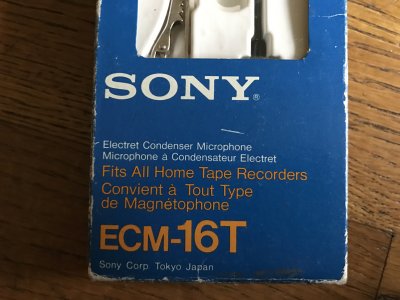 SONY®
Electret Condenser Microphone
Microphone à Condensateur Electret
Fits All Home Tape Recorders
Convient à Tout Type
de Magnétophone
ECM-16T
Sony Corp. Tokyo Japan